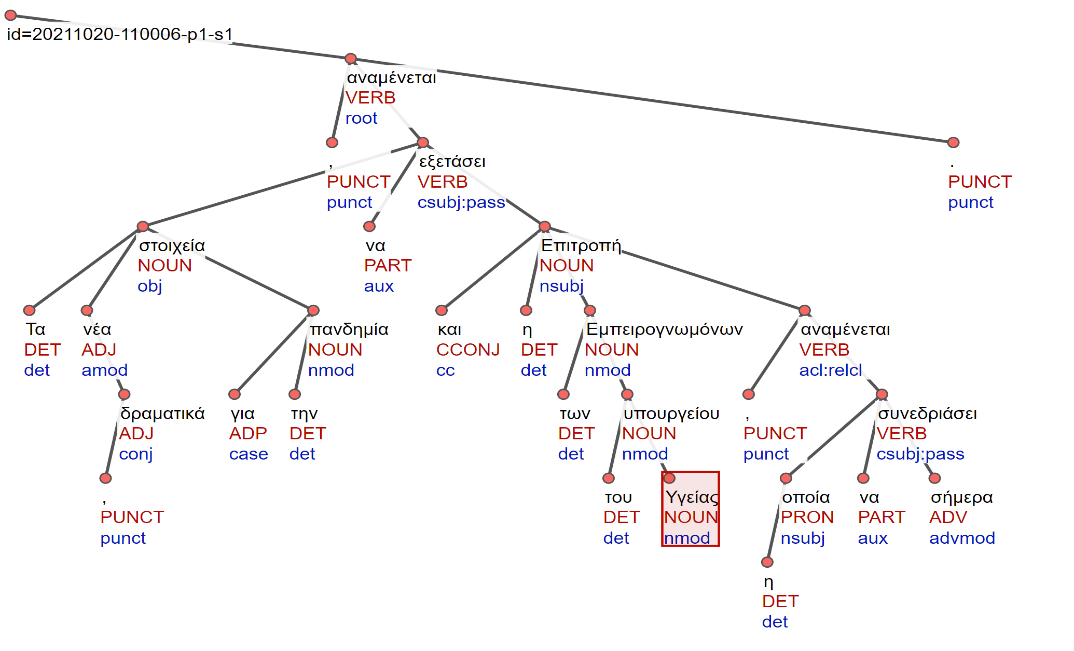 id=20211020-110006-p1-s1
αναμένεται
VERB
root
, εξετάσει .
PUNCT VERB PUNCT
punct csubj:pass punct
στοιχεία να Επιτροπή
NOUN PART NOUN
obj aux nsubj
Τα νέα πανδημία και η Εμπειρογνωμόνων αναμένεται
DET ADJ NOUN CCONJ DET NOUN VERB
det amod nmod cc det nmod acl:relcl
δραματικά για την των υπουργείου , συνεδριάσει
ADJ ADP DET DET NOUN PUNCT VERB
conj case det det nmod punct csubj:pass
, του Υγείας οποία να σήμερα
PUNCT DET NOUN PRON PART ADV
punct det nmod nsubj aux advmod
η
DET
det